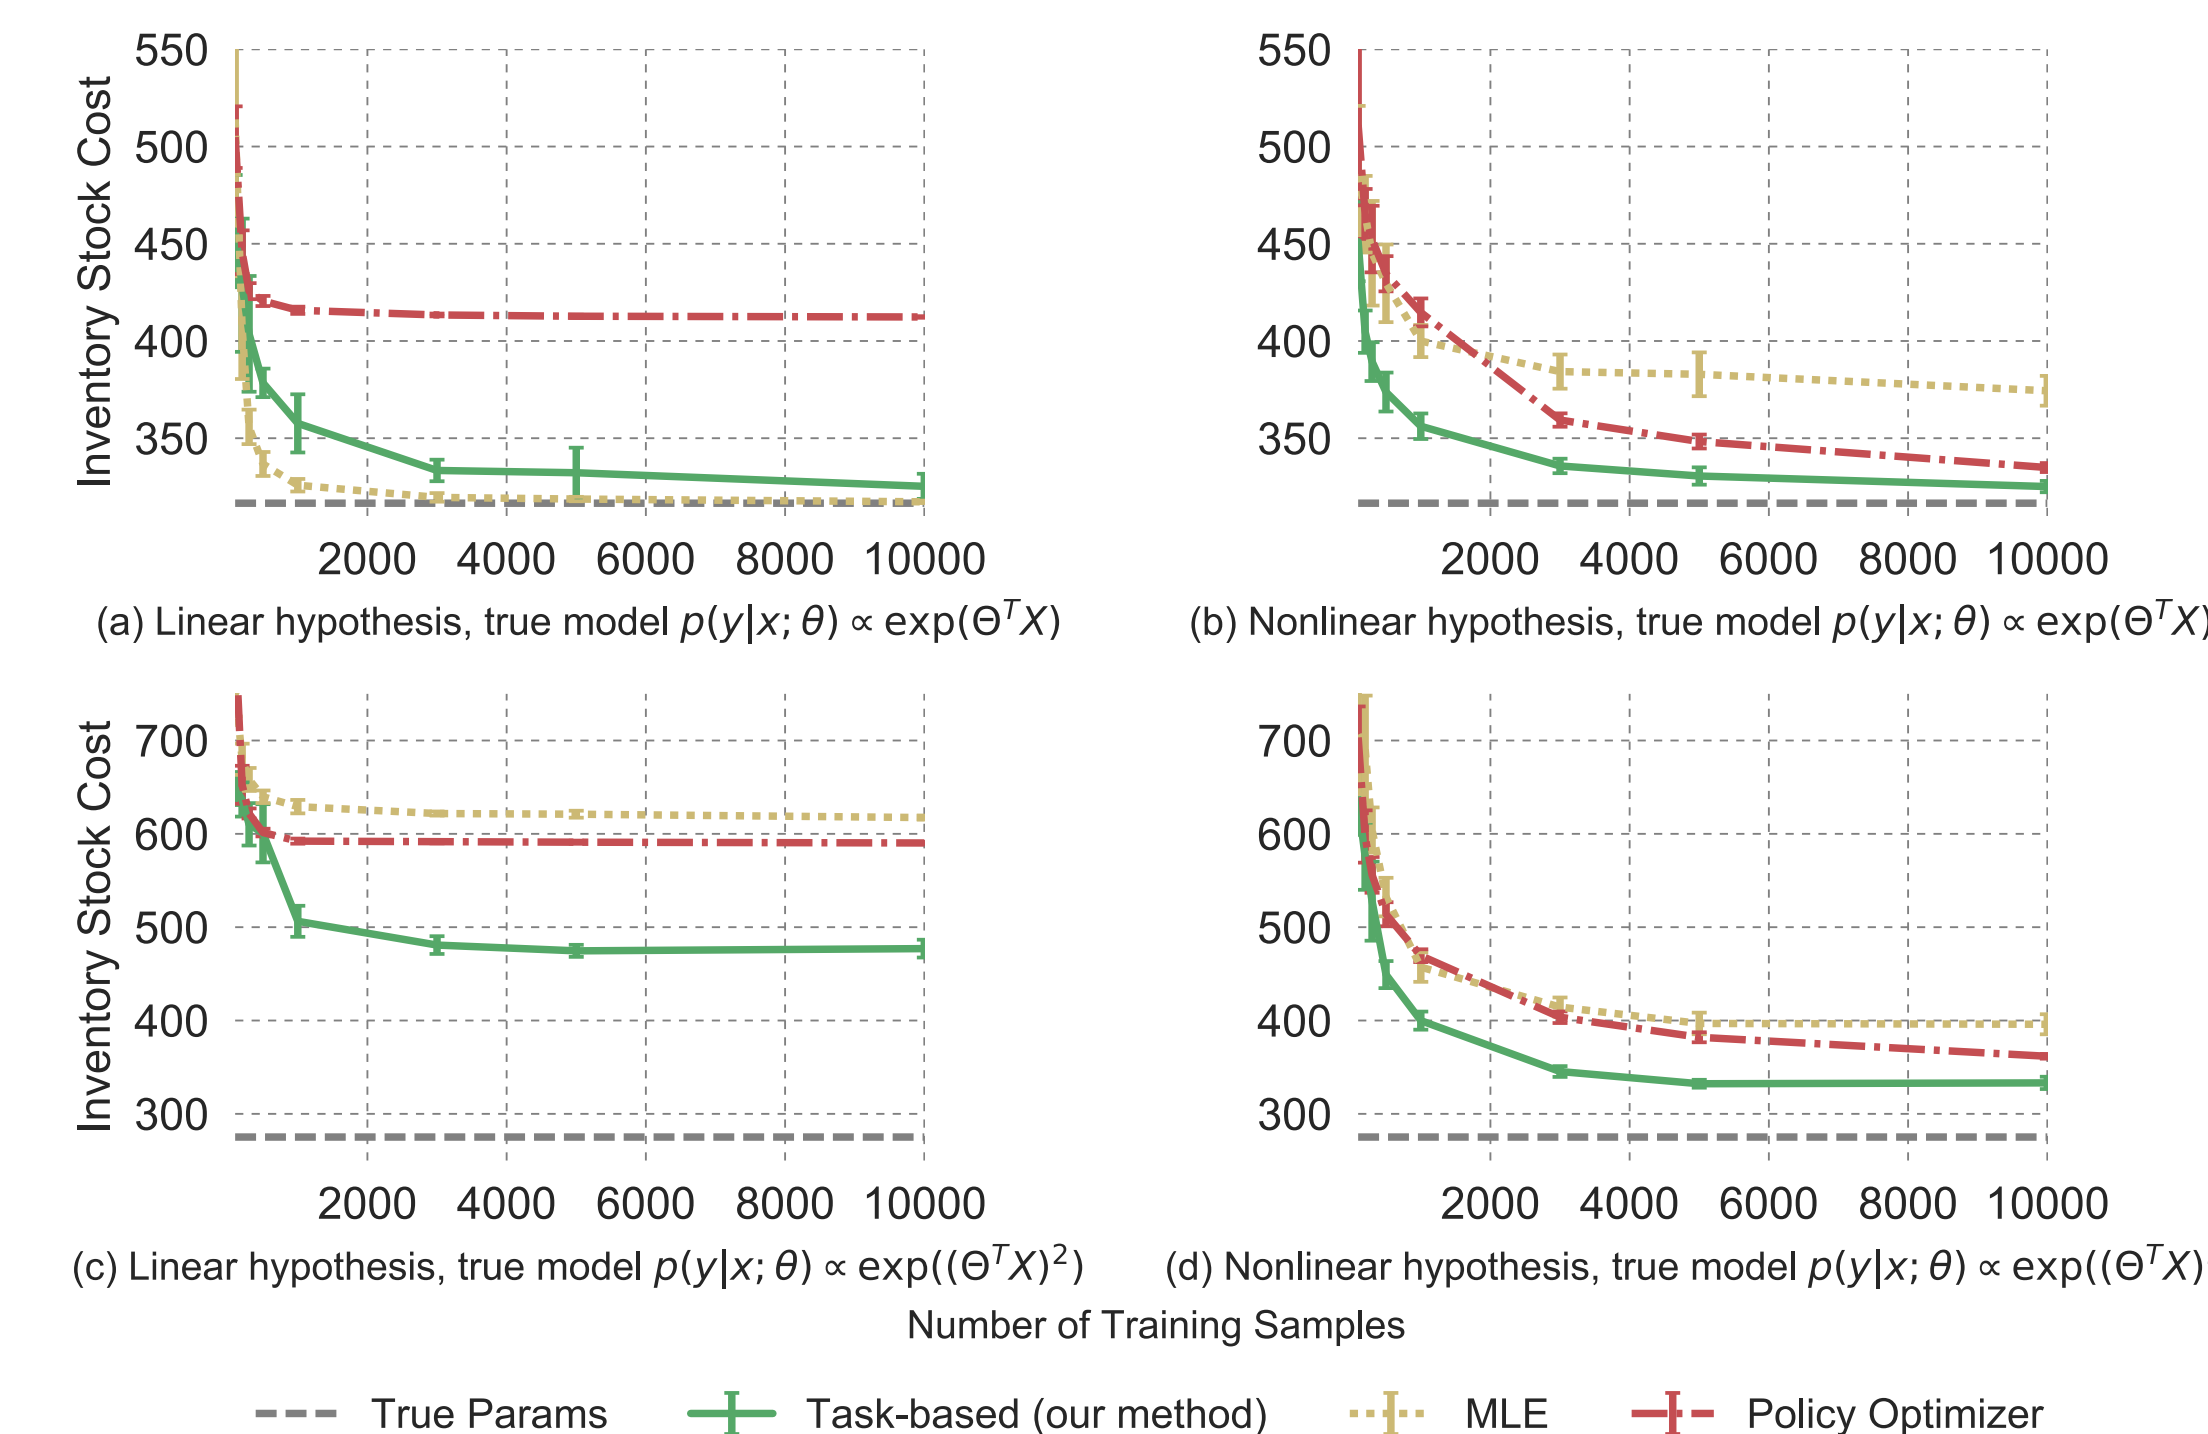 550 550
500 500
450 450
400 400
350 350
Inventory Stock Cost
2000 4000 6000 8000 10000 2000 4000 6000 8000 10000
(a) Linear hypothesis, true model p(y|x; θ) ∝ exp(Θ^T X) (b) Nonlinear hypothesis, true model p(y|x; θ) ∝ exp(Θ^T X)
700 700
600 600
500 500
400 400
300 300
Inventory Stock Cost
2000 4000 6000 8000 10000 2000 4000 6000 8000 10000
(c) Linear hypothesis, true model p(y|x; θ) ∝ exp((Θ^T X)^2) (d) Nonlinear hypothesis, true model p(y|x; θ) ∝ exp((Θ^T X)
Number of Training Samples
True Params Task-based (our method) MLE Policy Optimizer